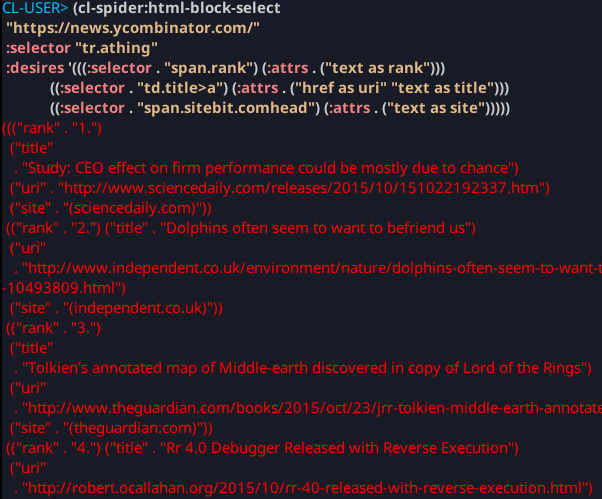 CL-USER> (cl-spider:html-block-select
"https://news.ycombinator.com/"
:selector "tr.athing"
:desires '(((:selector . "span.rank") (:attrs . ("text as rank")))
((:selector . "td.title>a") (:attrs . ("href as uri" "text as title")))
((:selector . "span.sitebit.comhead") (:attrs . ("text as site")))))
((("rank" . "1.")
("title"
. "Study: CEO effect on firm performance could be mostly due to chance")
("uri" . "http://www.sciencedaily.com/releases/2015/10/151022192337.htm")
("site" . "(sciencedaily.com)"))
(("rank" . "2.") ("title" . "Dolphins often seem to want to befriend us")
("uri"
. "http://www.independent.co.uk/environment/nature/dolphins-often-seem-to-want-t
-10493809.html")
("site" . "(independent.co.uk)"))
(("rank" . "3.")
("title"
. "Tolkien's annotated map of Middle-earth discovered in copy of Lord of the Rings")
("uri"
. "http://www.theguardian.com/books/2015/oct/23/jrr-tolkien-middle-earth-annotate
("site" . "(theguardian.com)"))
(("rank" . "4.") ("title" . "Rr 4.0 Debugger Released with Reverse Execution")
("uri"
. "http://robert.ocallahan.org/2015/10/rr-40-released-with-reverse-execution.html")